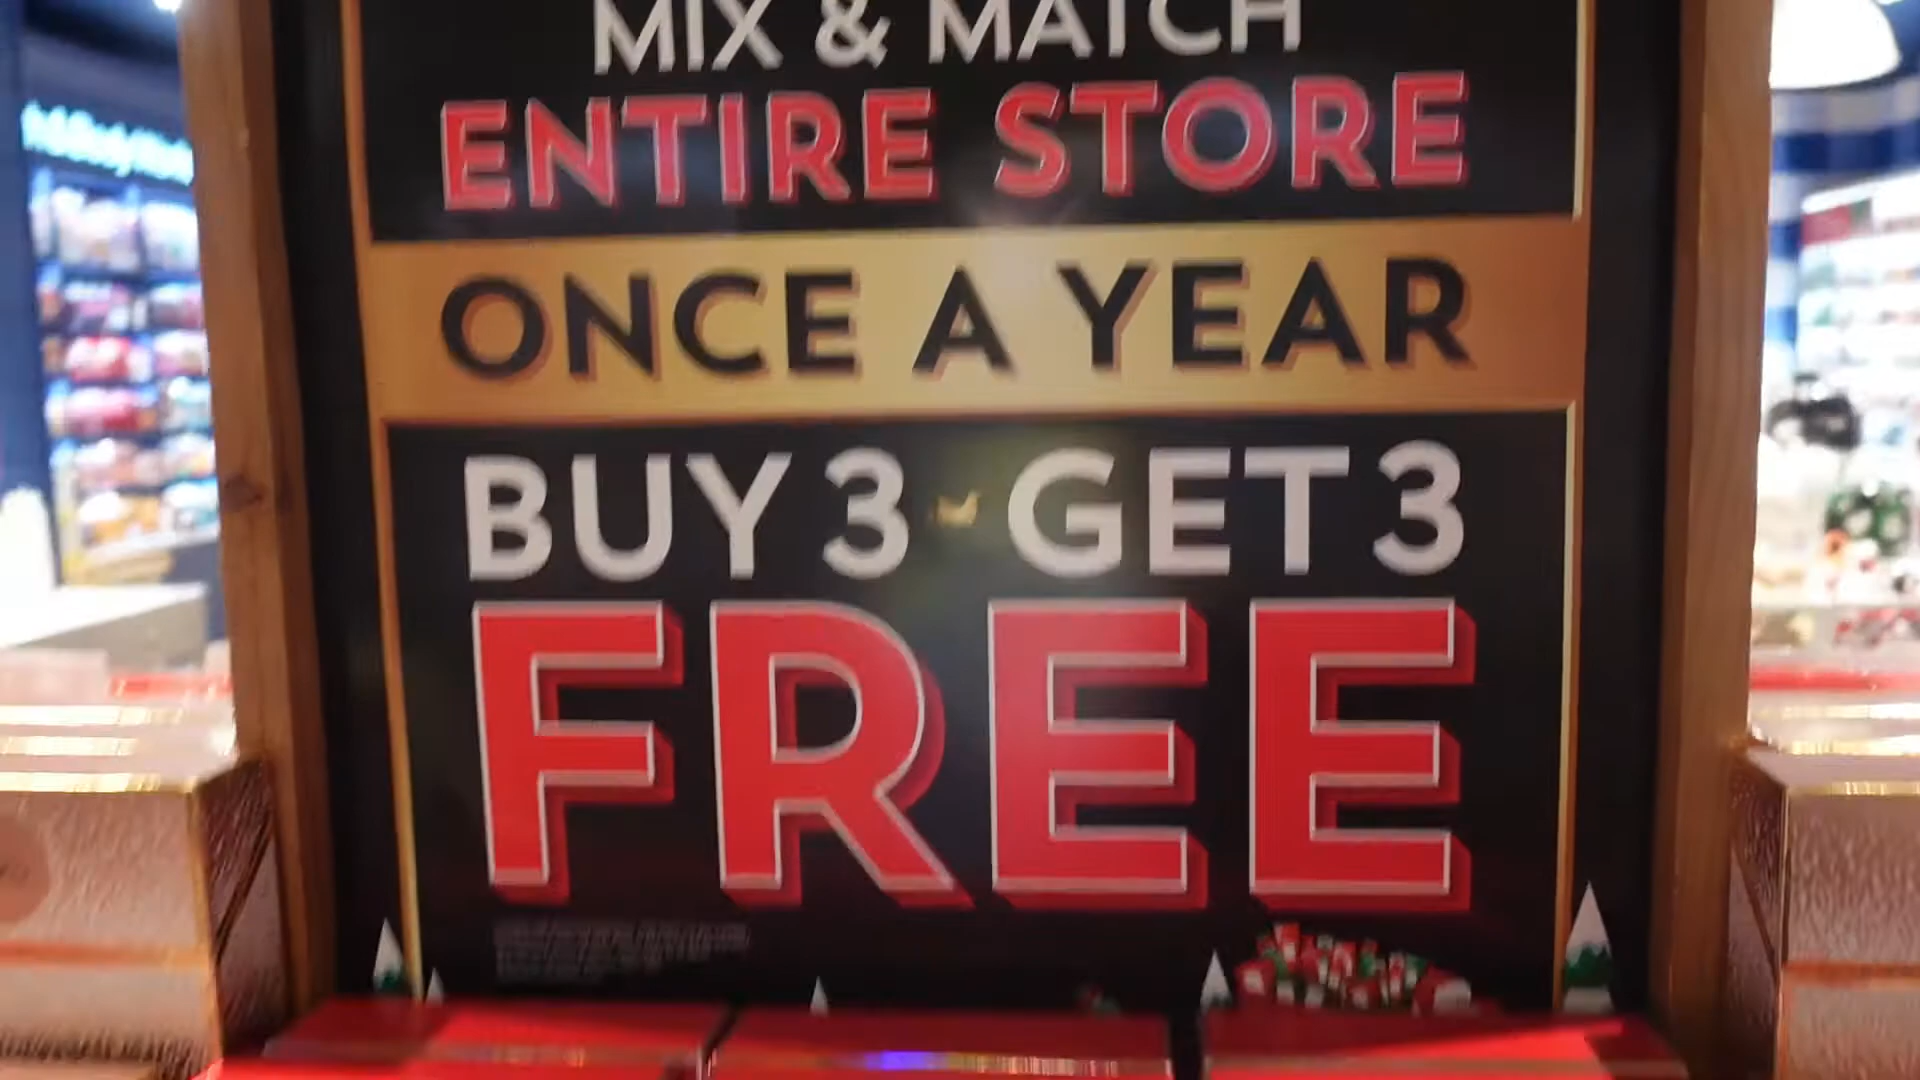 MIX & MATCH
ENTIRE STORE
ONCE A YEAR
BUY 3 GET 3
FREE